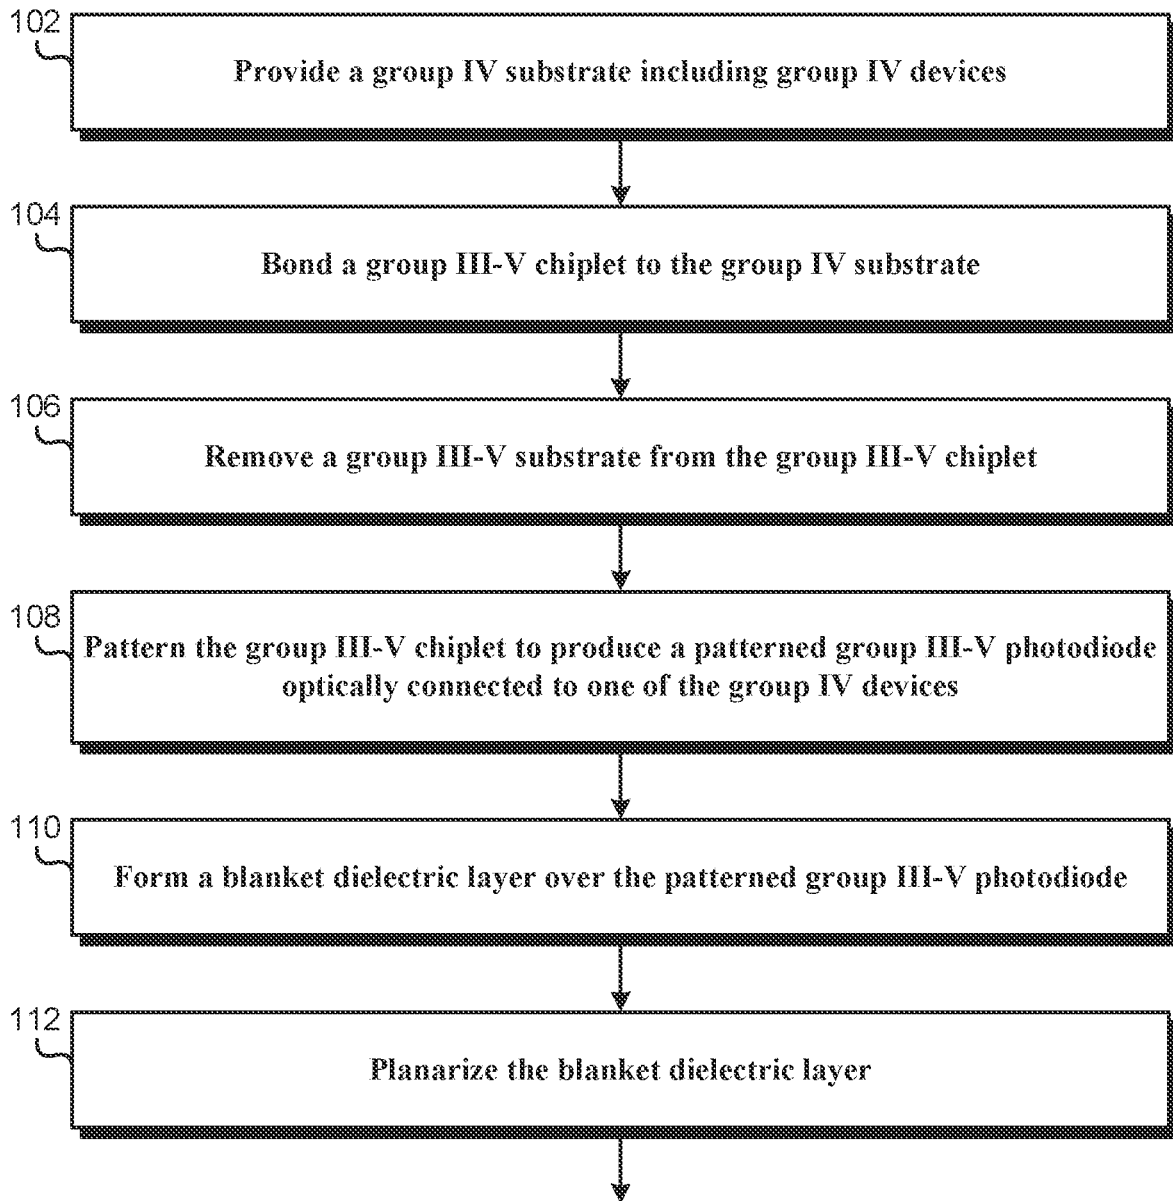 102
Provide a group IV substrate including group IV devices
104
Bond a group III-V chiplet to the group IV substrate
106
Remove a group III-V substrate from the group III-V chiplet
108
Pattern the group III-V chiplet to produce a patterned group III-V photodiode
optically connected to one of the group IV devices
110
Form a blanket dielectric layer over the patterned group III-V photodiode
112
Planarize the blanket dielectric layer